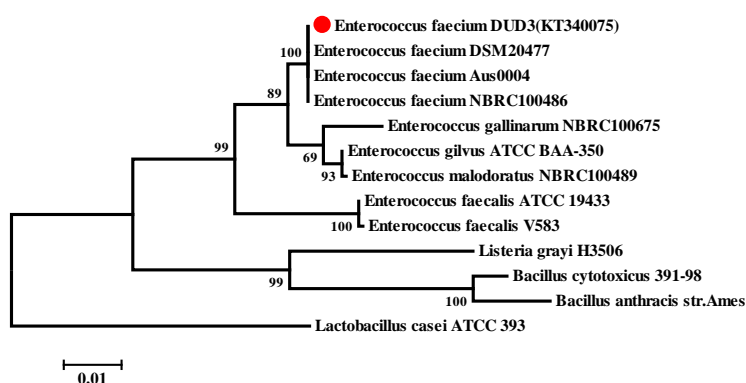 Enterococcus faecium DUD3(KT340075)
100
Enterococcus faecium DSM20477
Enterococcus faecium Aus0004
89
Enterococcus faecium NBRC100486
Enterococcus gallinarum NBRC100675
99
Enterococcus gilvus ATCC BAA-350
69
93
Enterococcus malodoratus NBRC100489
Enterococcus faecalis ATCC 19433
100
Enterococcus faecalis V583
Listeria grayi H3506
99
Bacillus cytotoxicus 391-98
100
Bacillus anthracis str.Ames
Lactobacillus casei ATCC 393
0.01